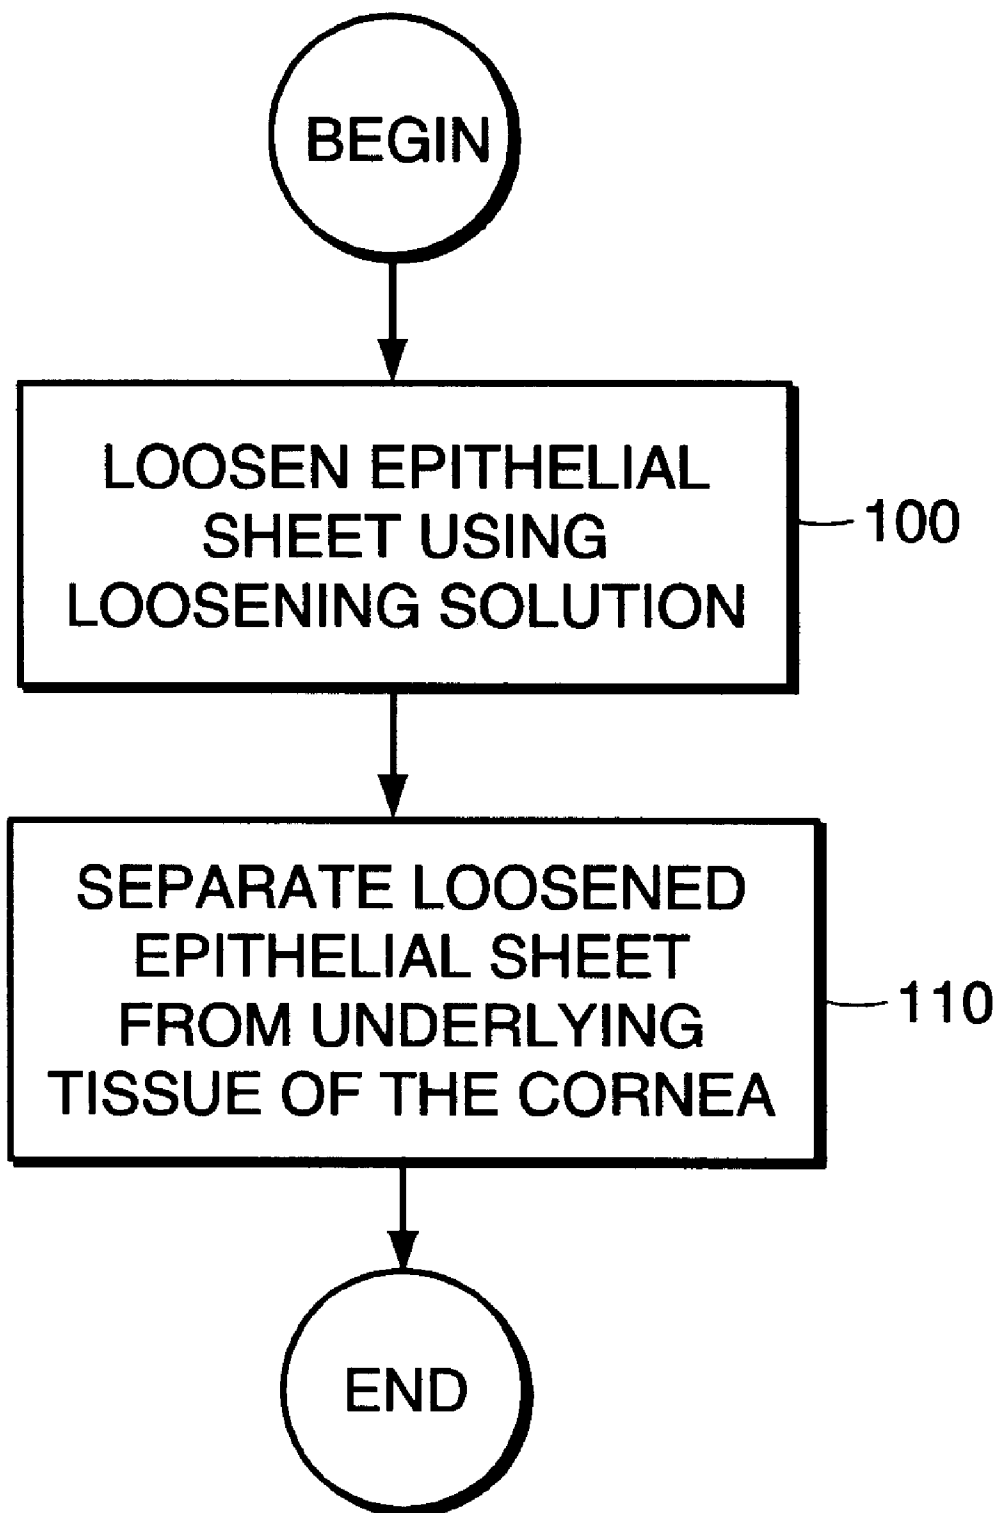 BEGIN
LOOSEN EPITHELIAL
SHEET USING
LOOSENING SOLUTION
100
SEPARATE LOOSENED
EPITHELIAL SHEET
FROM UNDERLYING
TISSUE OF THE CORNEA
110
END